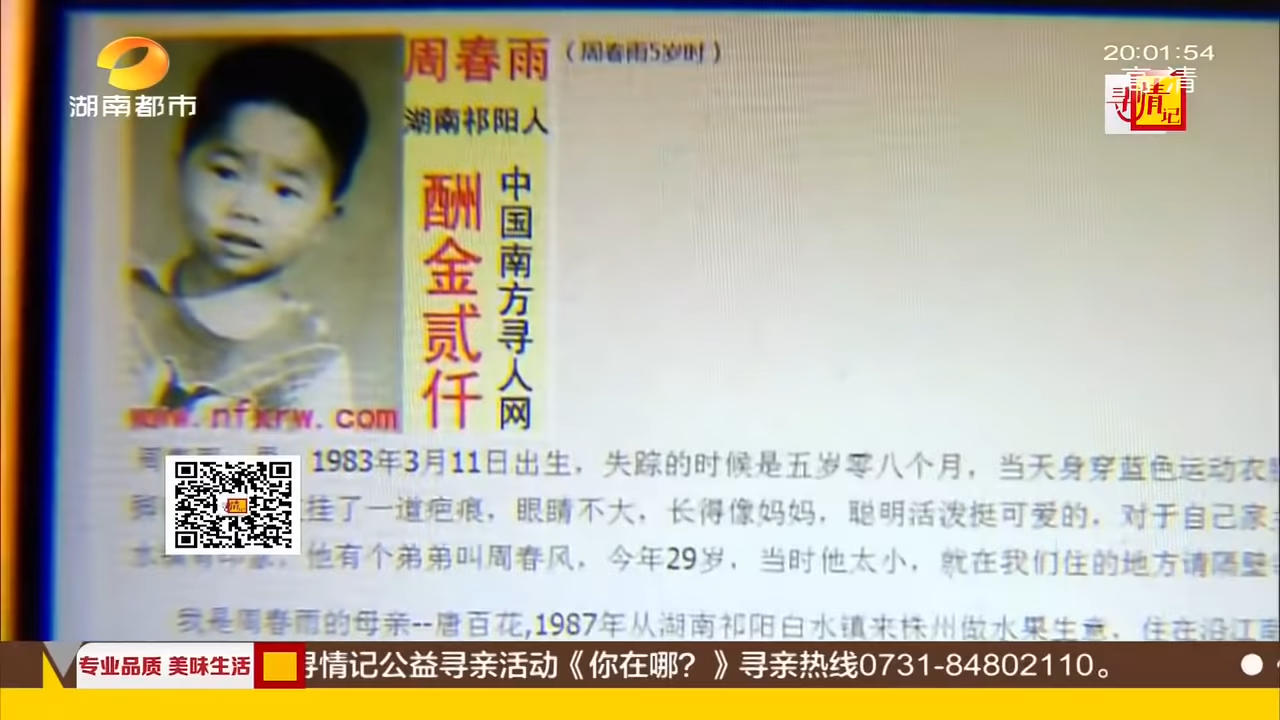 湖南都市
20:01:54
高清
寻情记
周春雨
（周春雨5岁时）
湖南祁阳人
酬金贰仟
中国南方寻人网
www.nfxrw.com
1983年3月11日出生，失踪的时候是五岁零八个月，当天身穿蓝色运动衣
挂了一道疤痕，眼睛不大，长得像妈妈，聪明活泼挺可爱的，对于自己家
他有个弟弟叫周春风，今年29岁，当时他太小，就在我们住的地方请隔壁
我是周春雨的母亲--唐百花,1987年从湖南祁阳白水镇来株州做水果生意，住在沿江
专业品质 美味生活
寻情记公益寻亲活动《你在哪？》寻亲热线0731-84802110。